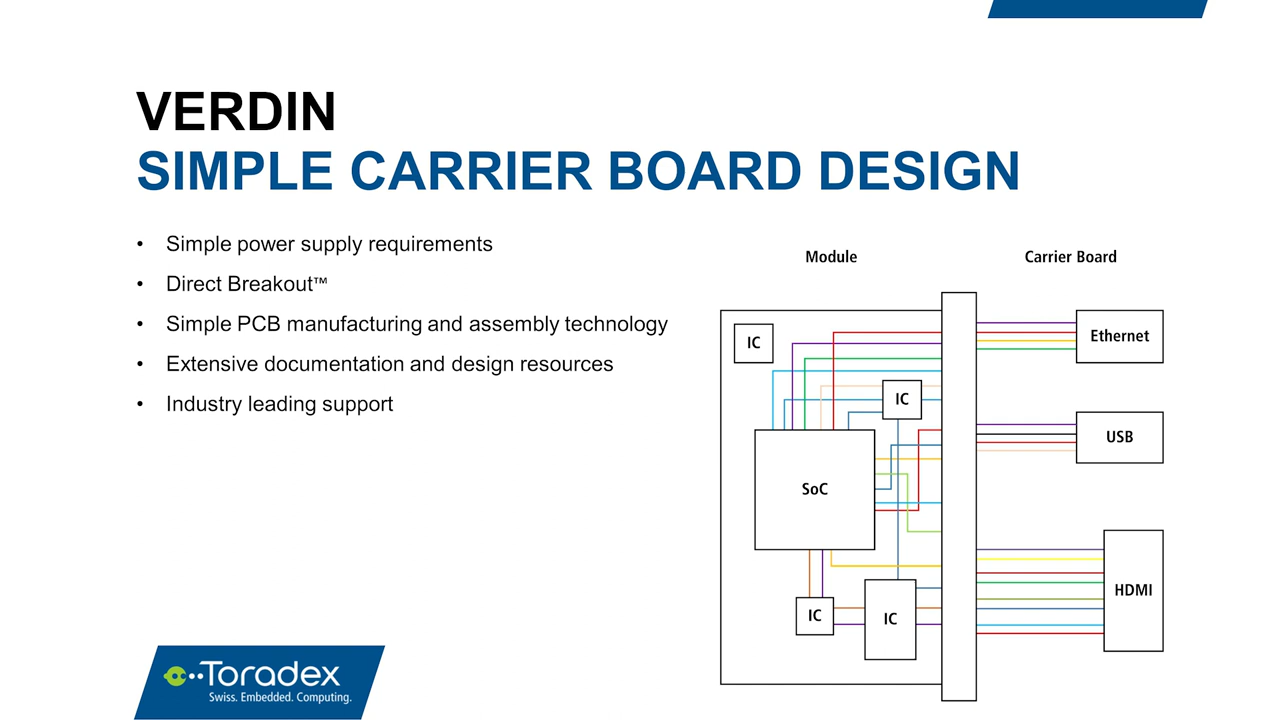 VERDIN
SIMPLE CARRIER BOARD DESIGN
• Simple power supply requirements
• Direct Breakout™
• Simple PCB manufacturing and assembly technology
• Extensive documentation and design resources
• Industry leading support
Module
Carrier Board
IC
Ethernet
IC
USB
SoC
HDMI
IC
IC
Toradex
Swiss. Embedded. Computing.